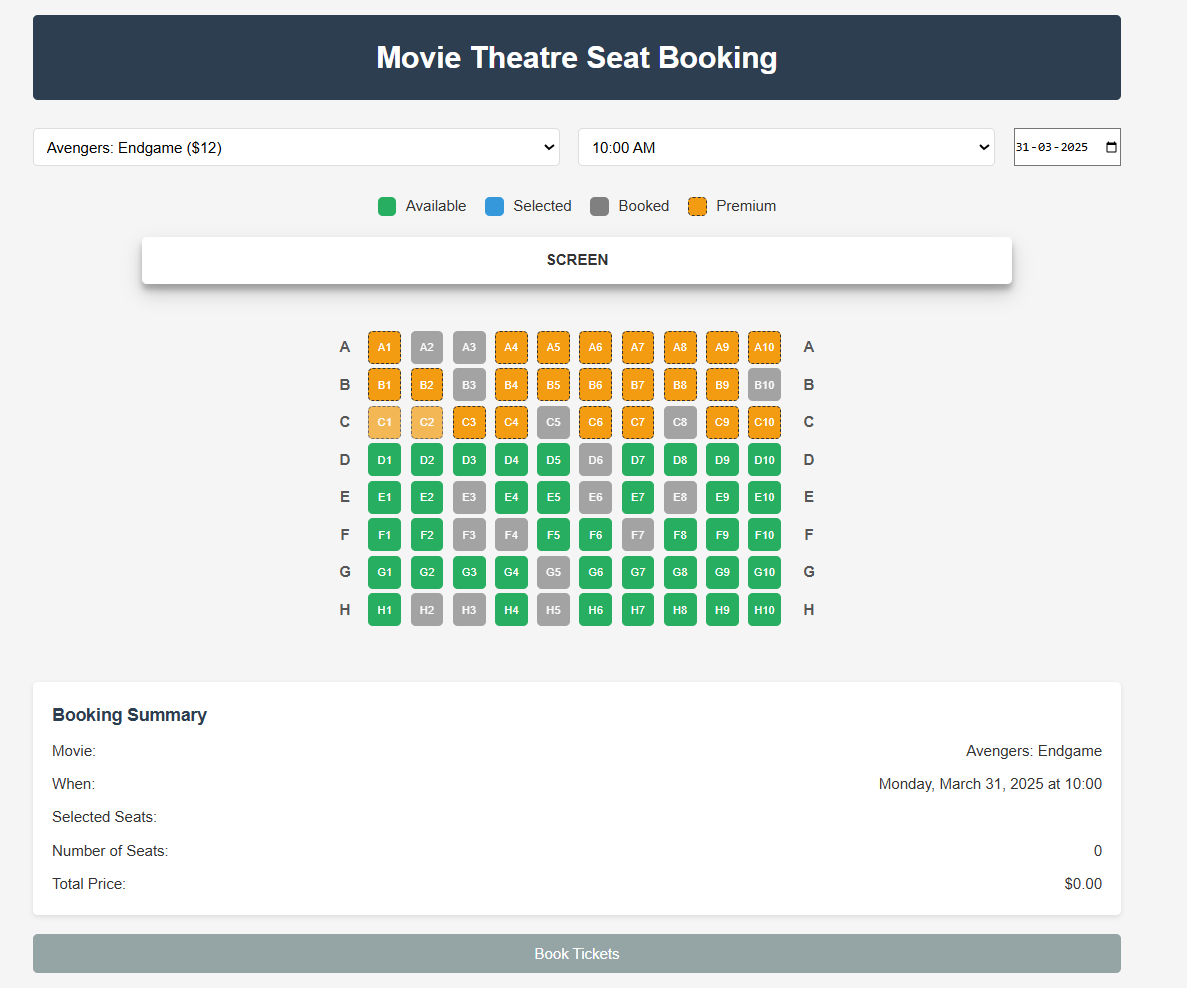 Movie Theatre Seat Booking
Avengers: Endgame ($12) 10:00 AM 31-03-2025
Available Selected Booked Premium
SCREEN
A A1 A2 A3 A4 A5 A6 A7 A8 A9 A10 A
B B1 B2 B3 B4 B5 B6 B7 B8 B9 B10 B
C C1 C2 C3 C4 C5 C6 C7 C8 C9 C10 C
D D1 D2 D3 D4 D5 D6 D7 D8 D9 D10 D
E E1 E2 E3 E4 E5 E6 E7 E8 E9 E10 E
F F1 F2 F3 F4 F5 F6 F7 F8 F9 F10 F
G G1 G2 G3 G4 G5 G6 G7 G8 G9 G10 G
H H1 H2 H3 H4 H5 H6 H7 H8 H9 H10 H
Booking Summary
Movie: Avengers: Endgame
When: Monday, March 31, 2025 at 10:00
Selected Seats:
Number of Seats: 0
Total Price: $0.00
Book Tickets